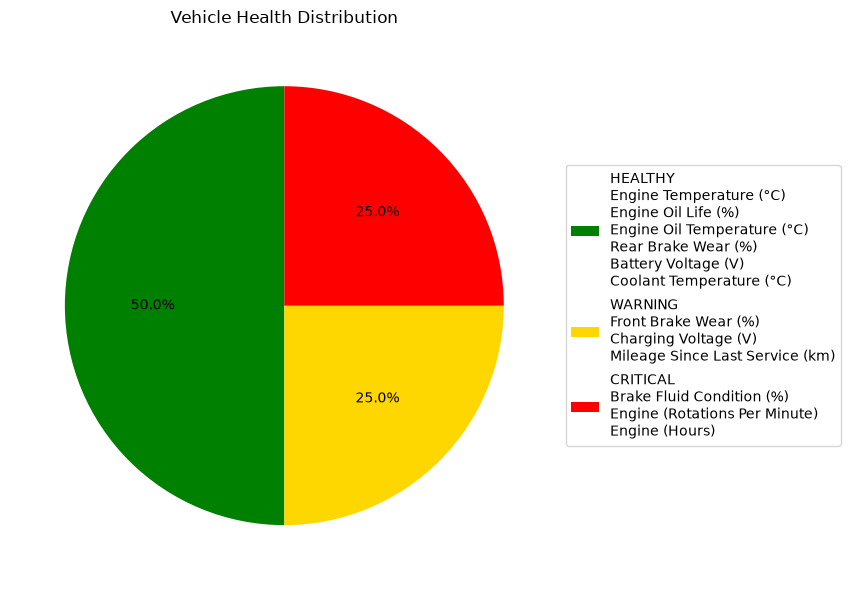 Vehicle Health Distribution
25.0%
50.0%
25.0%
HEALTHY
Engine Temperature (°C)
Engine Oil Life (%)
Engine Oil Temperature (°C)
Rear Brake Wear (%)
Battery Voltage (V)
Coolant Temperature (°C)
WARNING
Front Brake Wear (%)
Charging Voltage (V)
Mileage Since Last Service (km)
CRITICAL
Brake Fluid Condition (%)
Engine (Rotations Per Minute)
Engine (Hours)